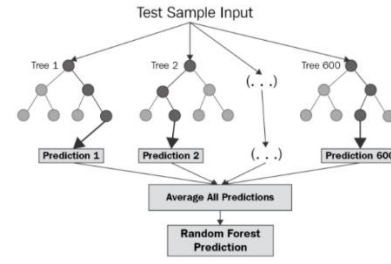 Test Sample Input
Tree 1
Tree 2
(. . .)
Tree 600
Prediction 1
Prediction 2
(. . .)
Prediction 600
Average All Predictions
Random Forest
Prediction